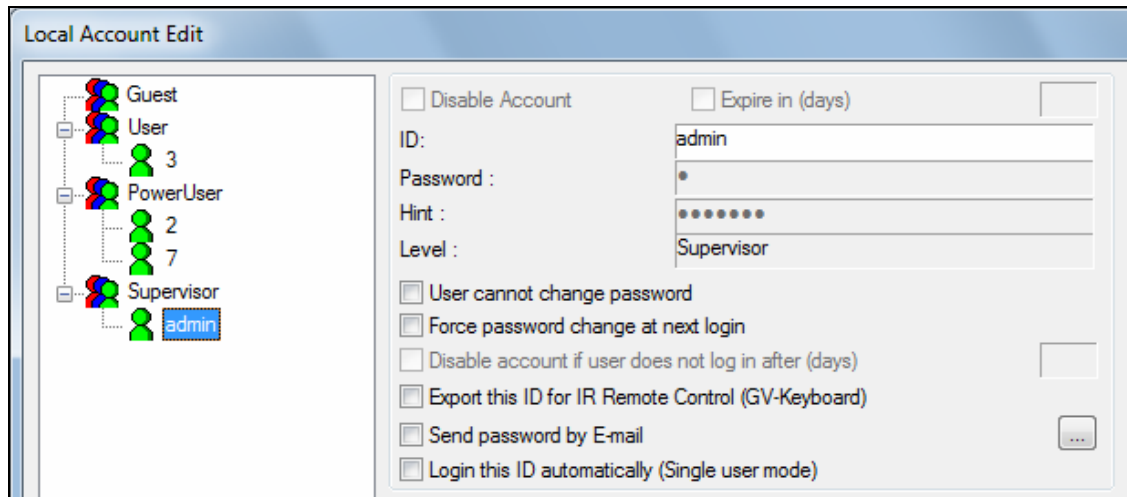 Local Account Edit
Guest
User
3
PowerUser
2
7
Supervisor
admin
Disable Account Expire in (days)
ID: admin
Password : ●
Hint : ●●●●●●●
Level : Supervisor
User cannot change password
Force password change at next login
Disable account if user does not log in after (days)
Export this ID for IR Remote Control (GV-Keyboard)
Send password by E-mail ...
Login this ID automatically (Single user mode)